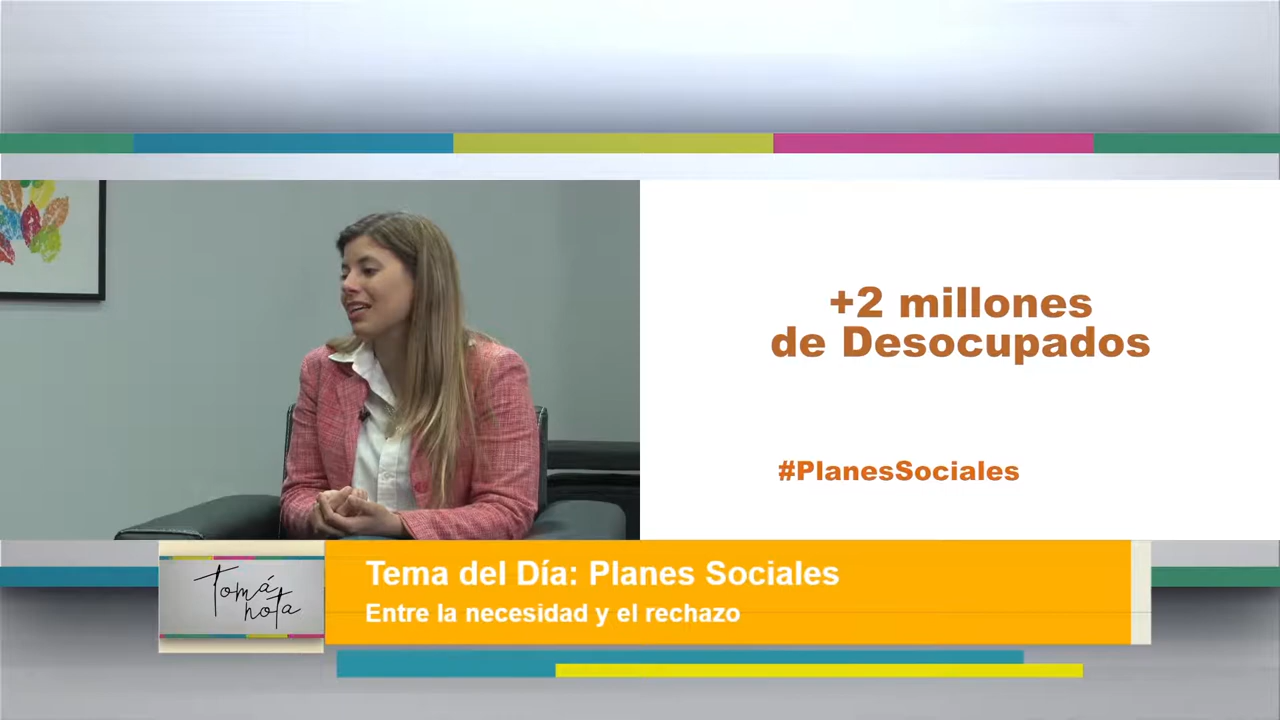 +2 millones
de Desocupados
#PlanesSociales
Tema del Día: Planes Sociales
Entre la necesidad y el rechazo
Tomá
nota